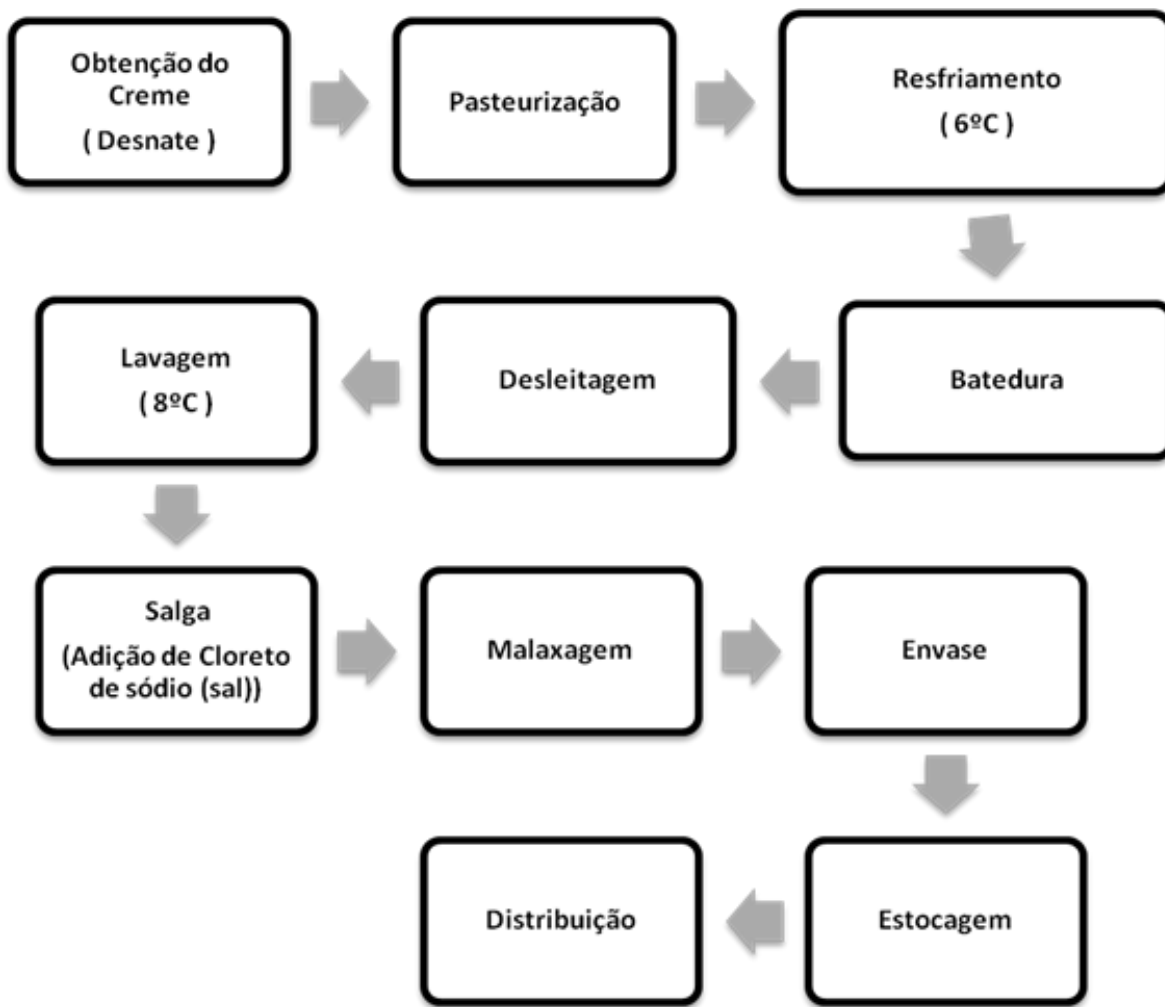 Obtenção do
Creme
( Desnate )
Pasteurização
Resfriamento
( 6ºC )
Batedura
Desleitagem
Lavagem
( 8ºC )
Salga
(Adição de Cloreto
de sódio (sal))
Malaxagem
Envase
Estocagem
Distribuição